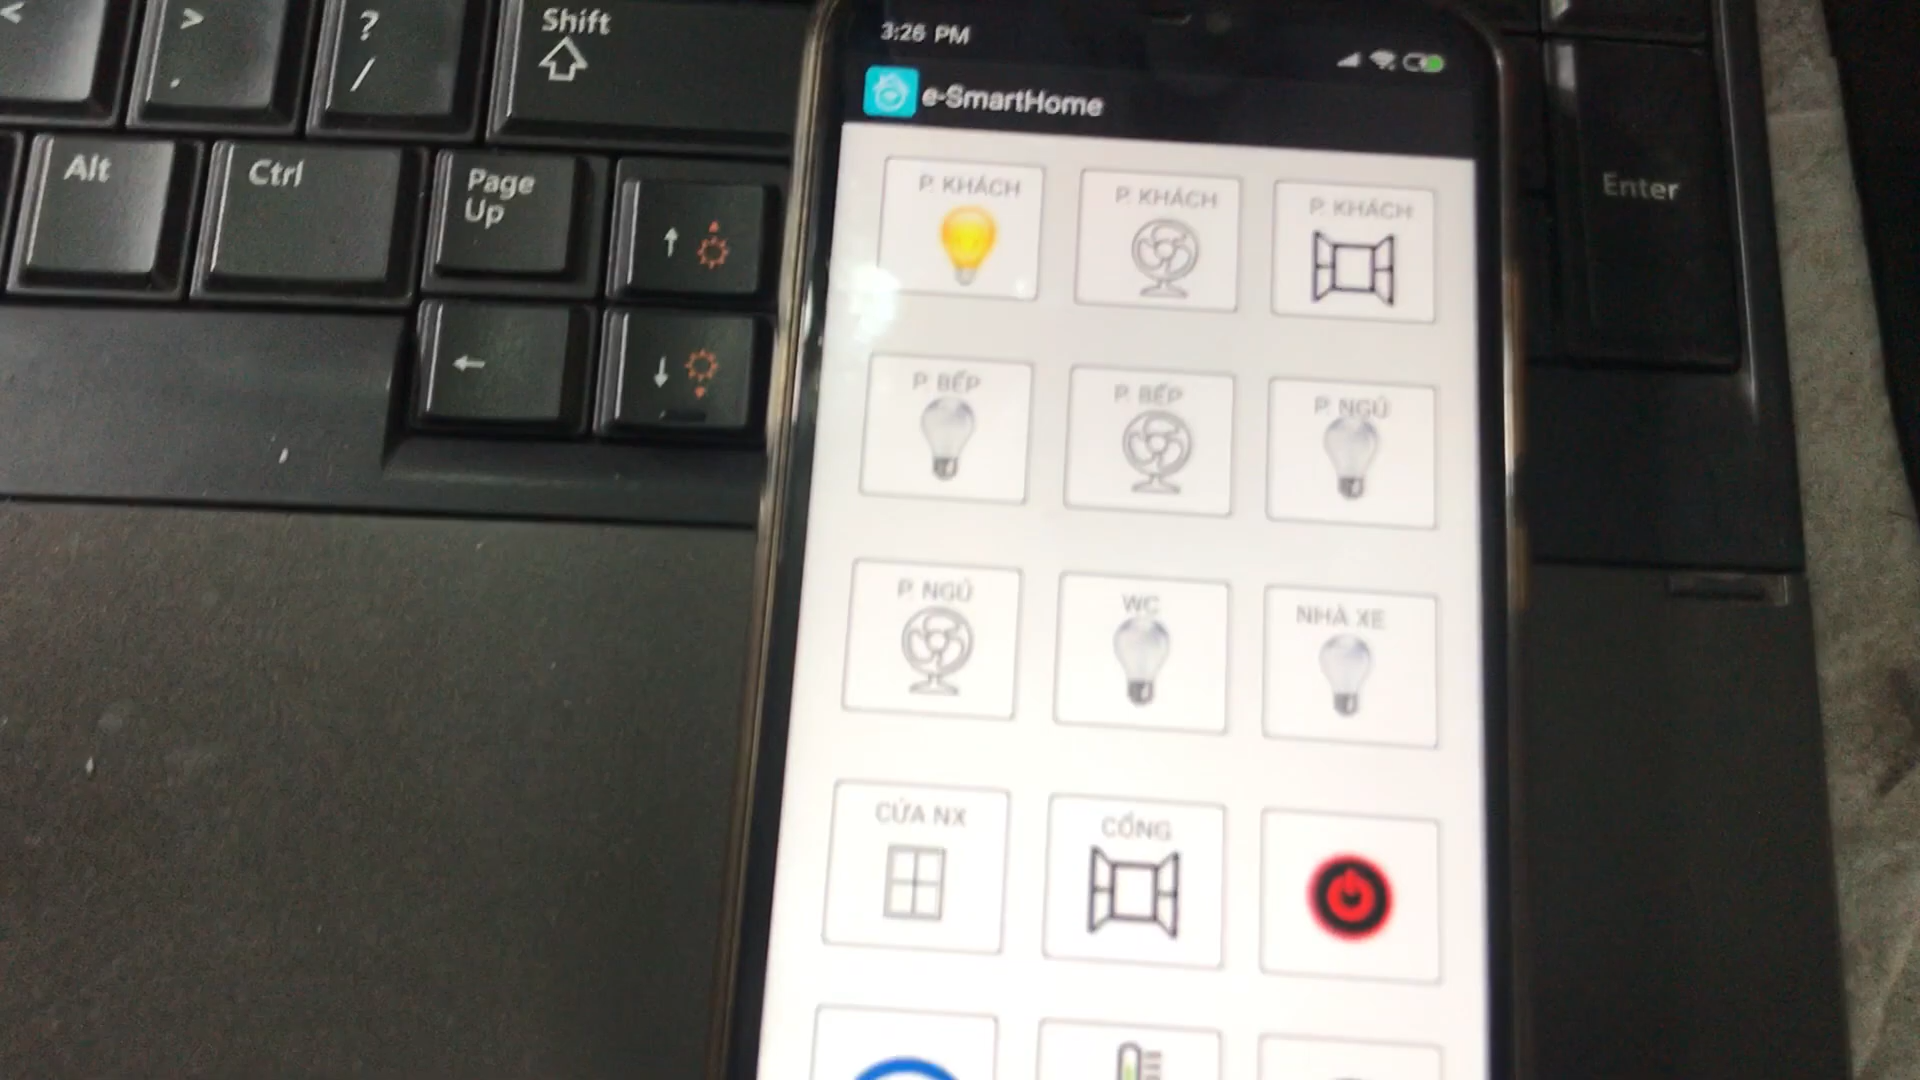 <
>
.
?
/
Shift
Alt
Ctrl
Page
Up
Enter
3:26 PM
e-SmartHome
P. KHÁCH
P. KHÁCH
P. KHÁCH
P. BẾP
P. BẾP
P. NGỦ
P. NGỦ
WC
NHÀ XE
CỬA NX
CỔNG